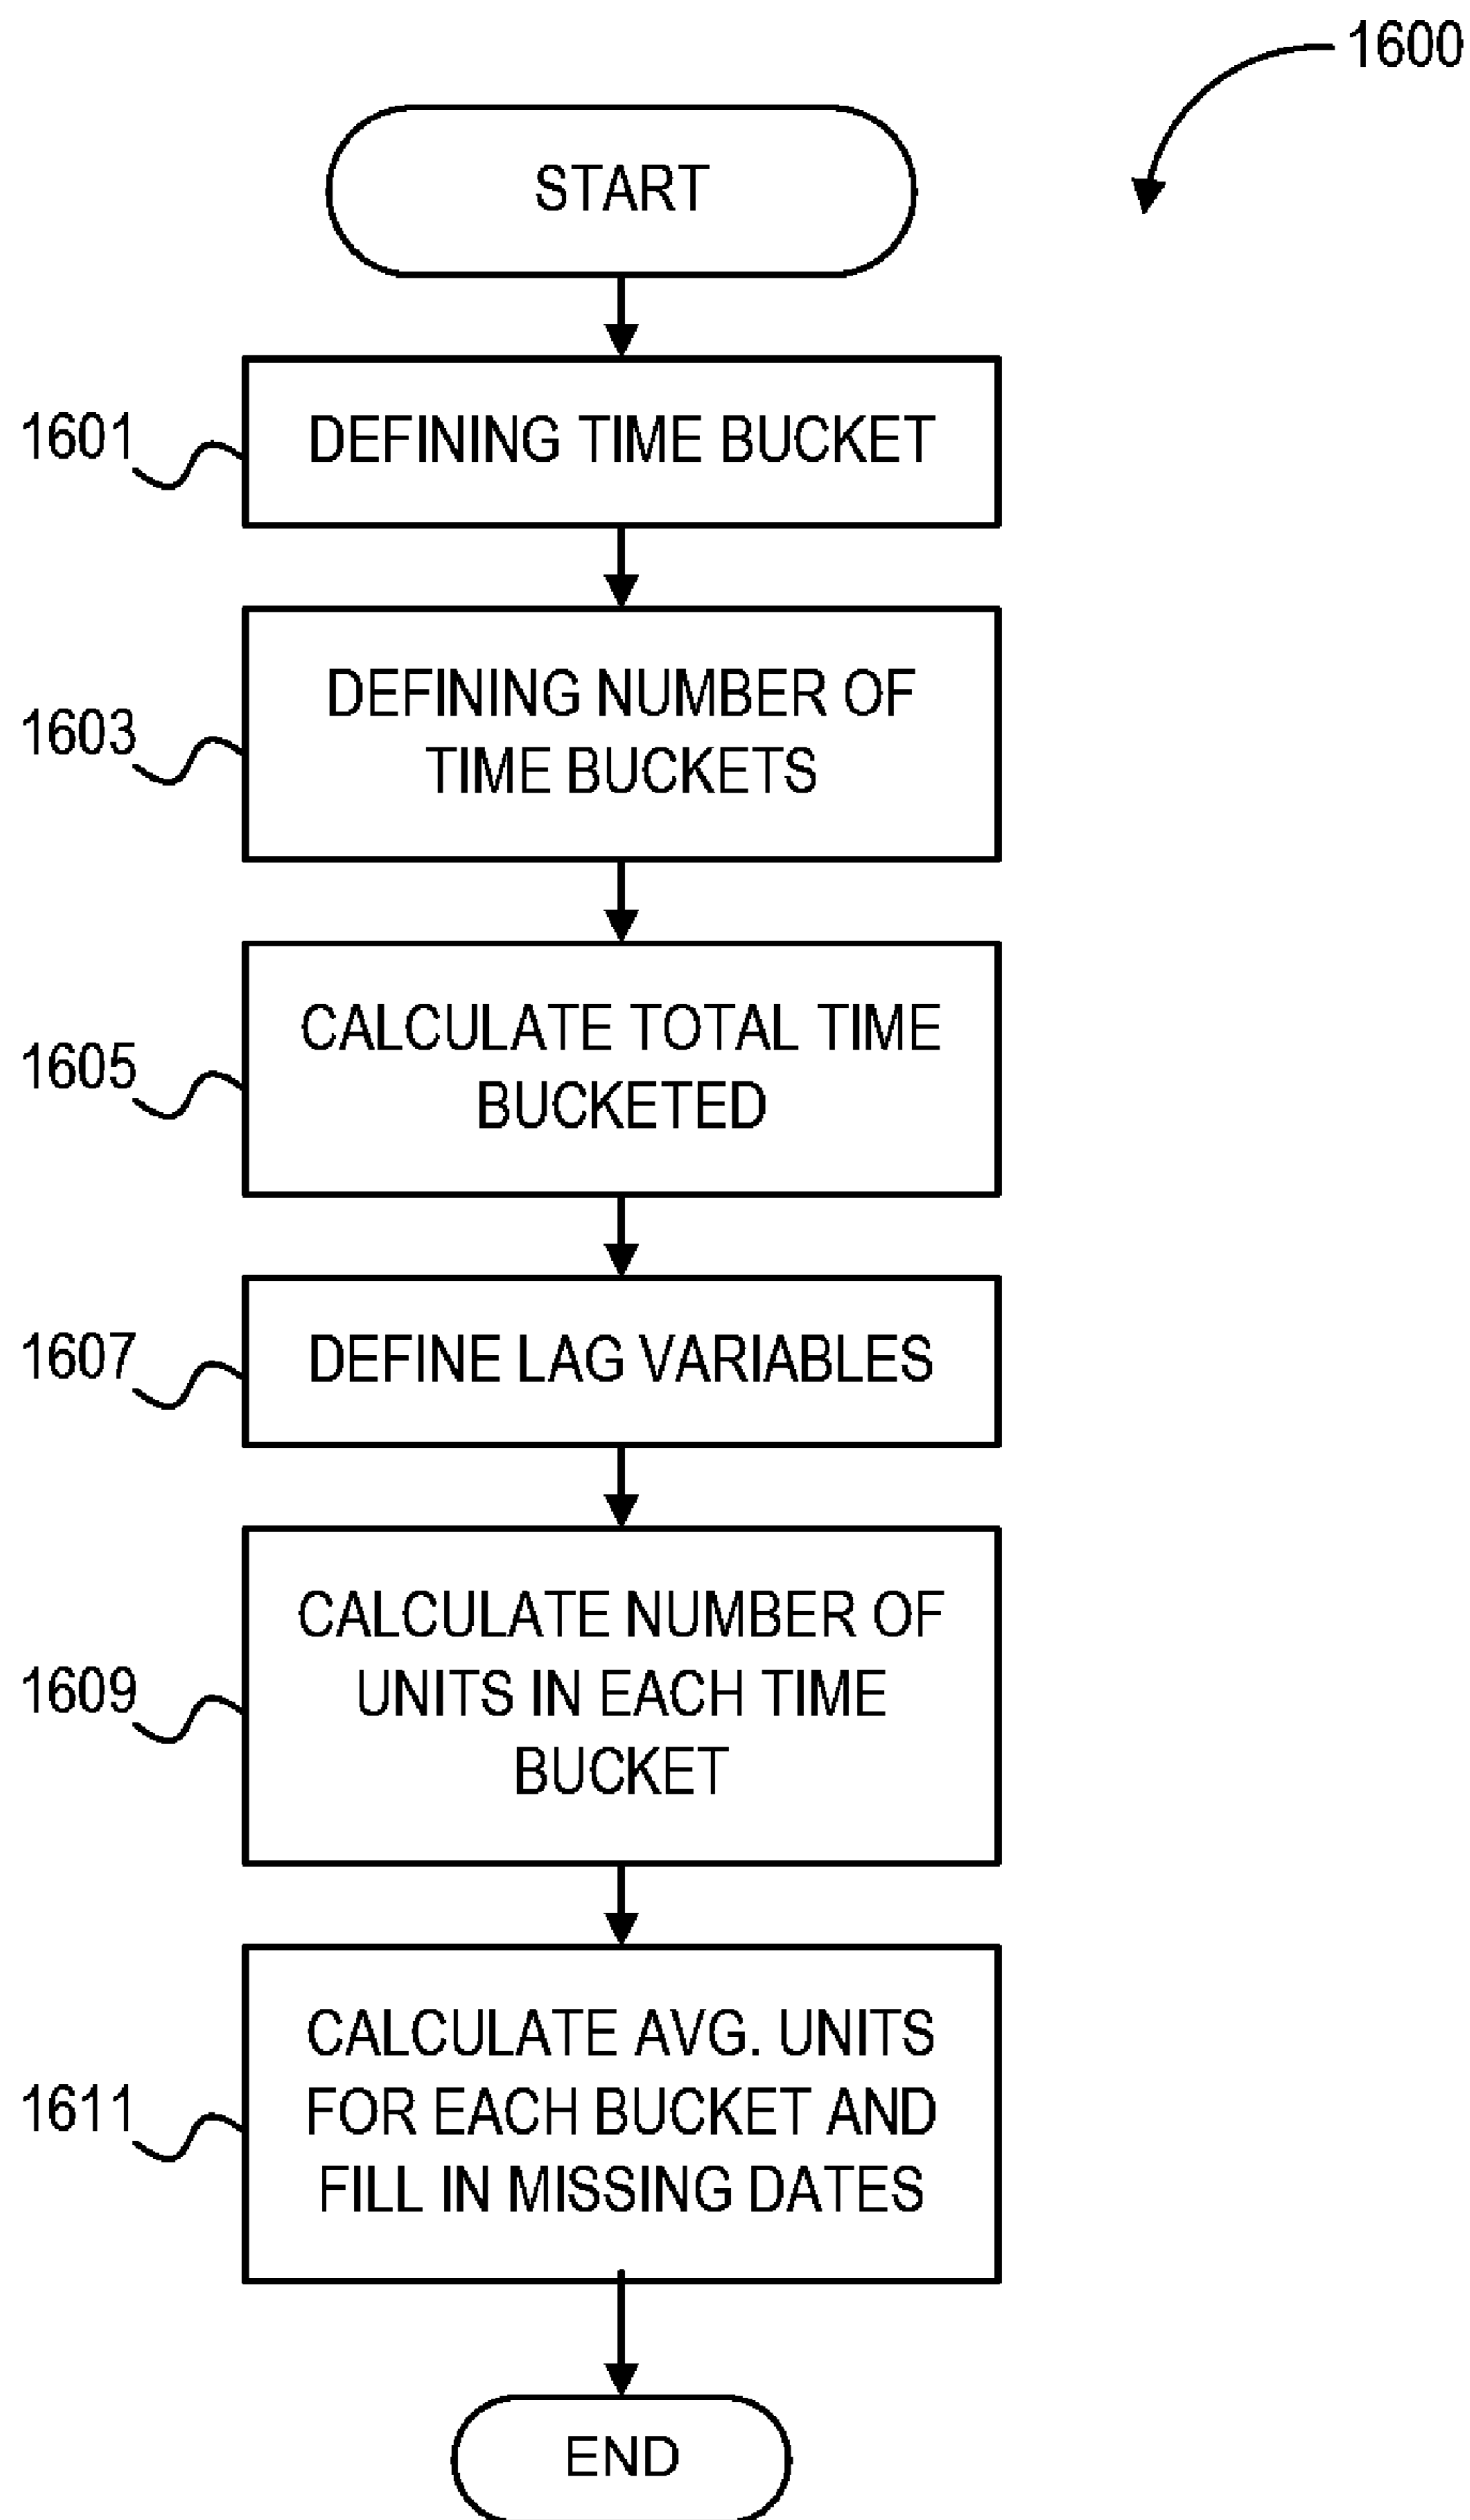 1600
START
1601
DEFINING TIME BUCKET
1603
DEFINING NUMBER OF
TIME BUCKETS
1605
CALCULATE TOTAL TIME
BUCKETED
1607
DEFINE LAG VARIABLES
1609
CALCULATE NUMBER OF
UNITS IN EACH TIME
BUCKET
1611
CALCULATE AVG. UNITS
FOR EACH BUCKET AND
FILL IN MISSING DATES
END